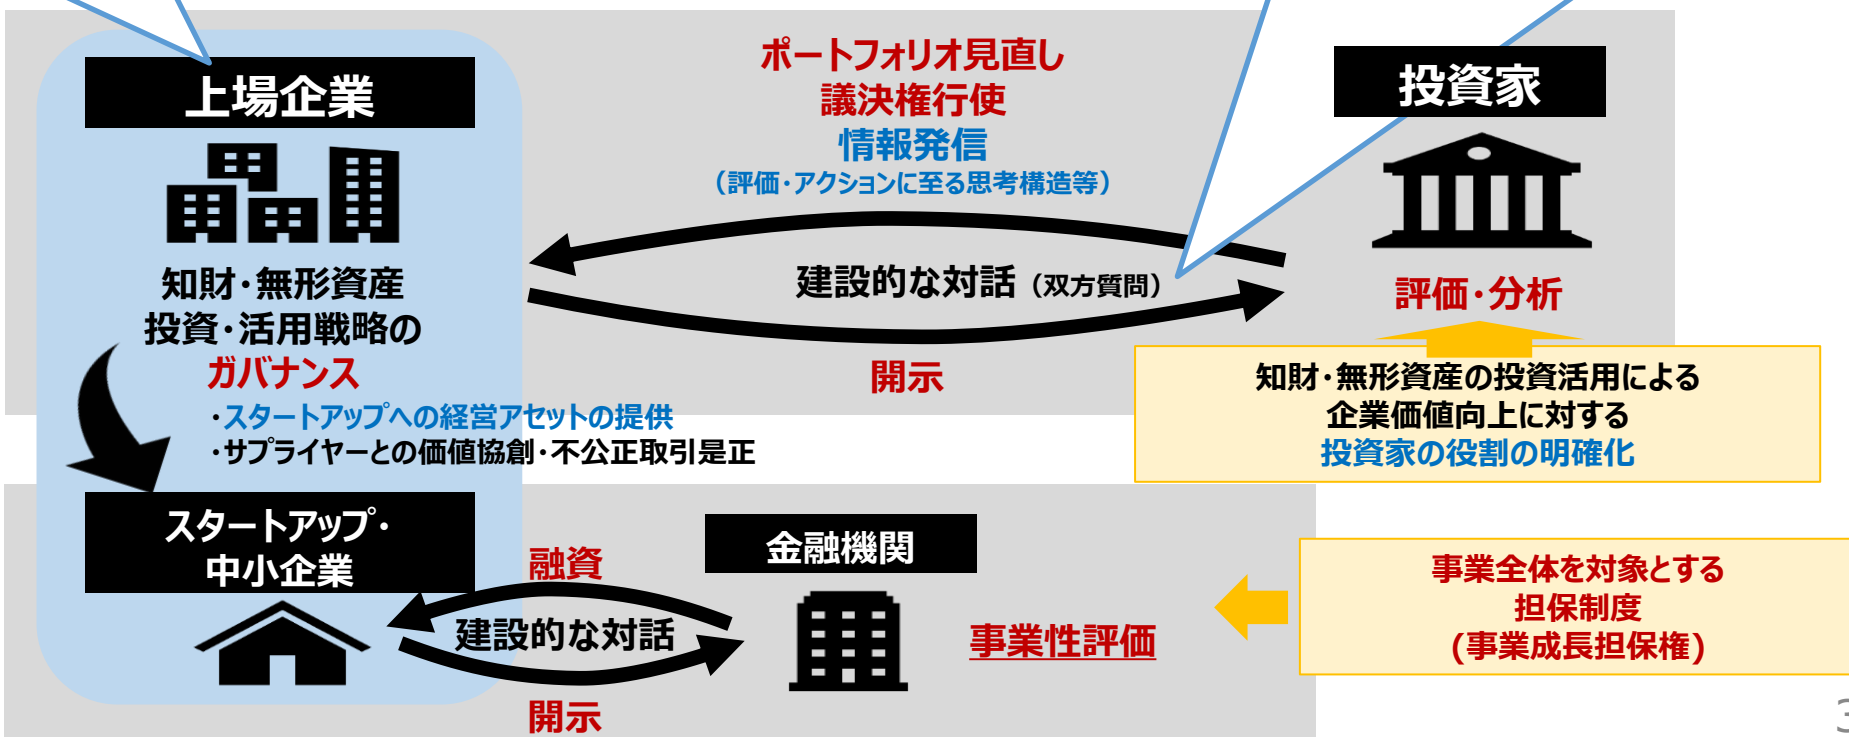 上場企業
ポートフォリオ見直し
議決権行使
情報発信
（評価・アクションに至る思考構造等）
投資家
建設的な対話（双方質問）
開示
評価・分析
知財・無形資産
投資・活用戦略の
ガバナンス
・スタートアップへの経営アセットの提供
・サプライヤーとの価値協創・不公正取引是正
知財・無形資産の投資活用による
企業価値向上に対する
投資家の役割の明確化
スタートアップ・
中小企業
融資
建設的な対話
開示
金融機関
事業性評価
事業全体を対象とする
担保制度
(事業成長担保権)
3